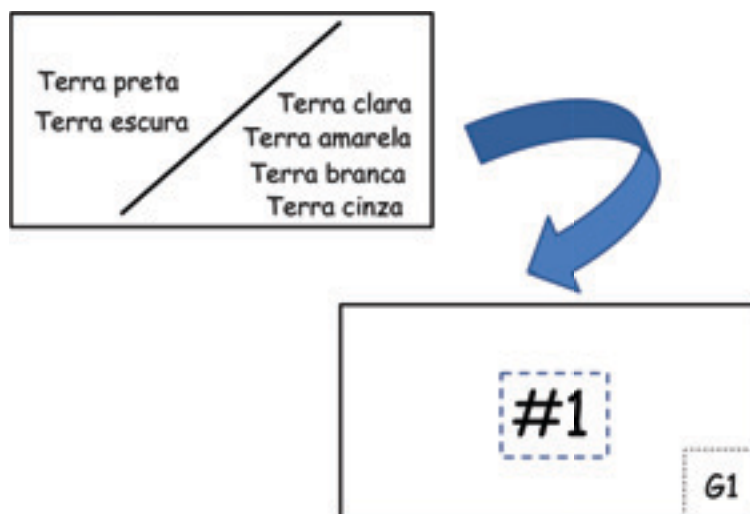 Terra preta
Terra escura
Terra clara
Terra amarela
Terra branca
Terra cinza
#1
G1